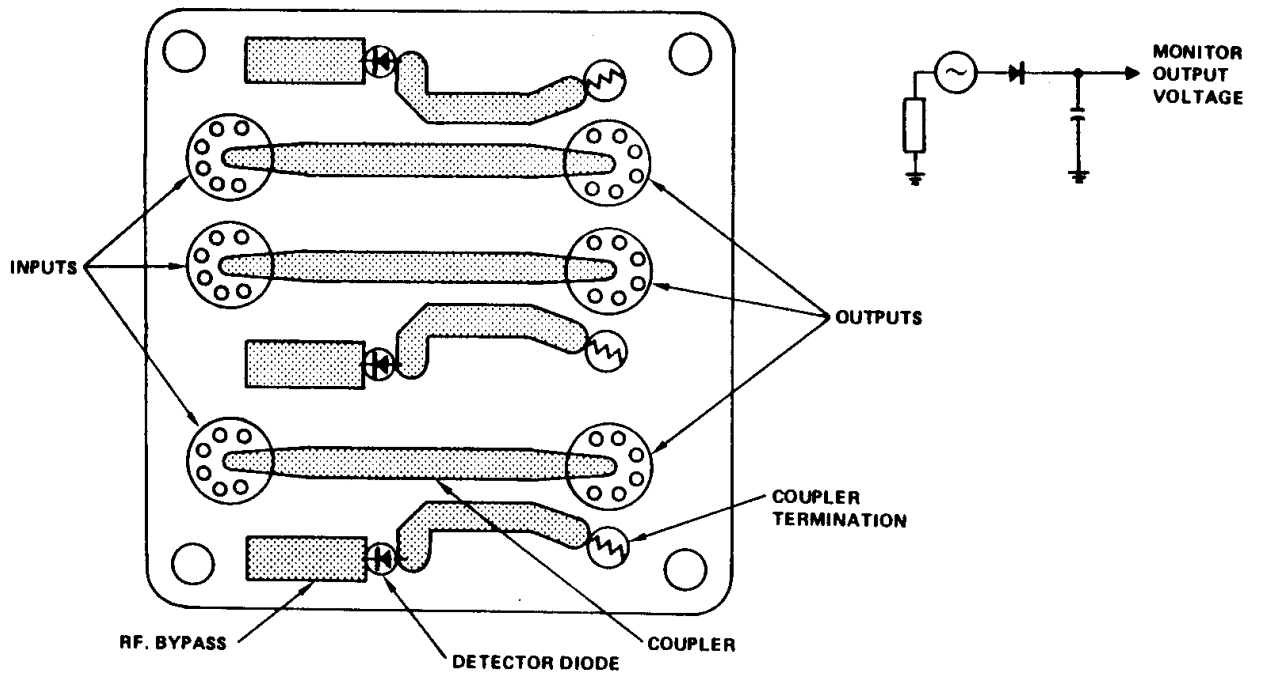 MONITOR
OUTPUT
VOLTAGE
INPUTS
OUTPUTS
COUPLER
TERMINATION
RF. BYPASS
DETECTOR DIODE
COUPLER